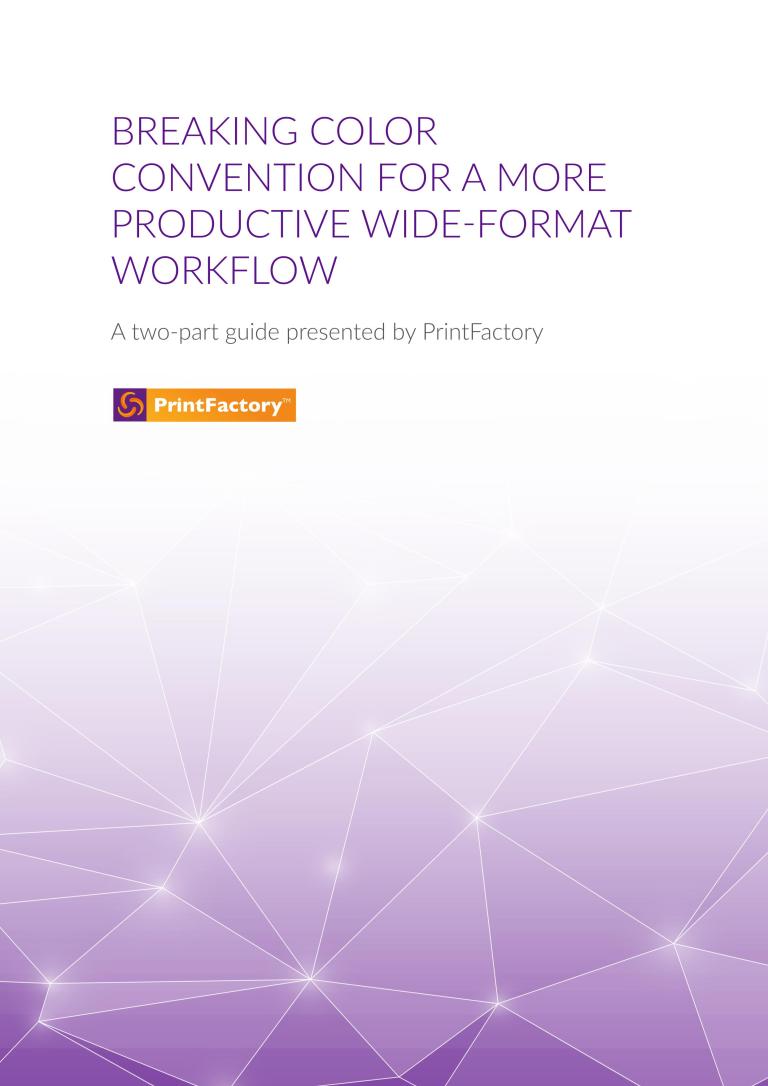 BREAKING COLOR
CONVENTION FOR A MORE
PRODUCTIVE WIDE-FORMAT
WORKFLOW
A two-part guide presented by PrintFactory
PrintFactory™